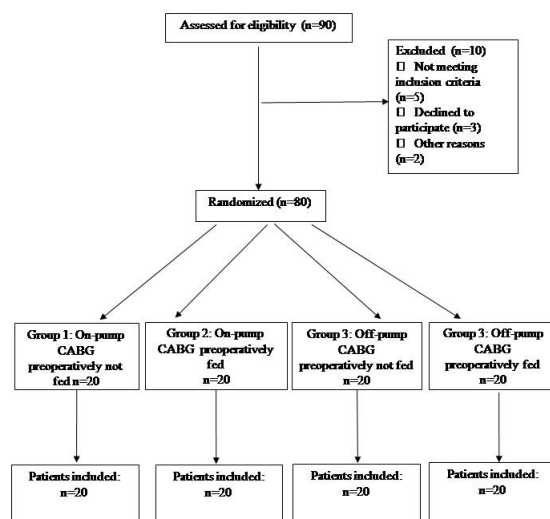 Assessed for eligibility (n=90)
Excluded (n=10)
Not meeting
inclusion criteria
(n=5)
Declined to
participate (n=3)
Other reasons
(n=2)
Randomized (n=80)
Group 1: On-pump
CABG
preoperatively not
fed n=20
Group 2: On-pump
CABG preoperatively
fed
n=20
Group 3: Off-pump
CABG
preoperatively not fed
n=20
Group 3: Off-pump
CABG
preoperatively fed
n=20
Patients included:
n=20
Patients included:
n=20
Patients included:
n=20
Patients included:
n=20